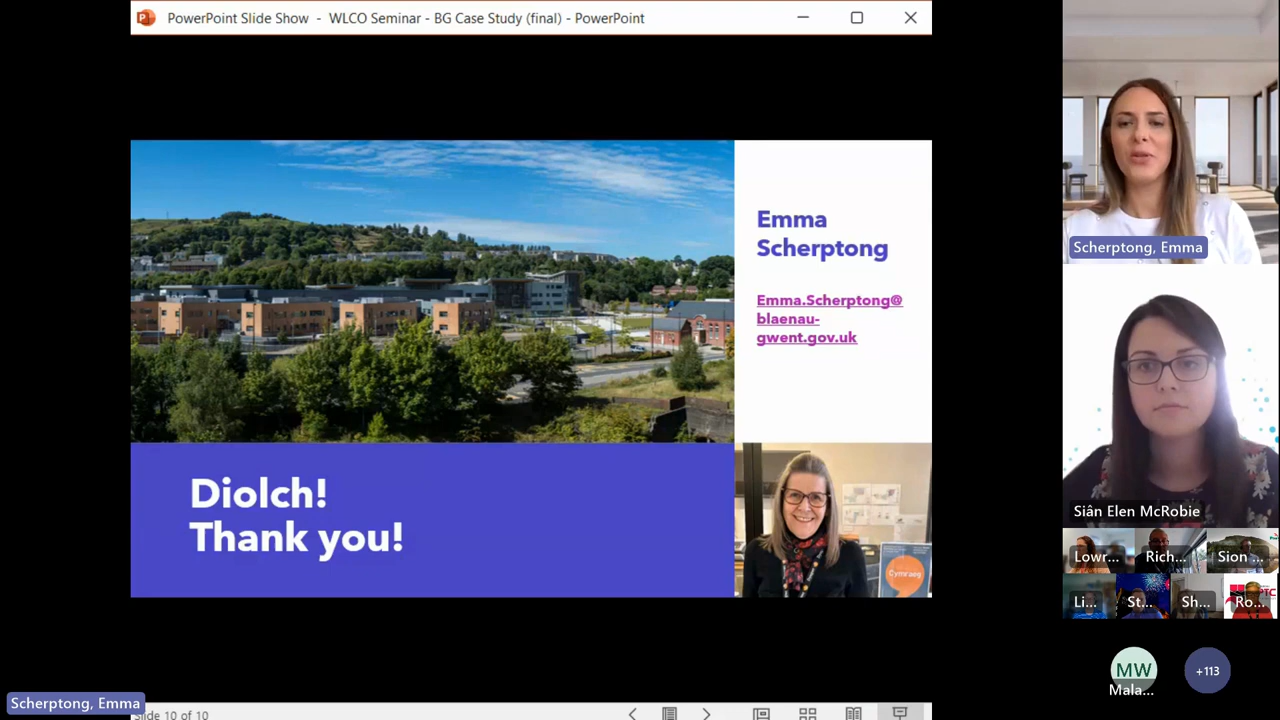 PowerPoint Slide Show - WLCO Seminar - BG Case Study (final) - PowerPoint
Emma
Scherptong
Emma.Scherptong@
blaenau-
gwent.gov.uk
Diolch!
Thank you!
Cymraeg
Scherptong, Emma
Siân Elen McRobie
Lowr...
Rich...
Sion ...
Li...
St...
Sh...
Ro...
PTC
MW
Mala...
+113
Scherptong, Emma
Slide 10 of 10